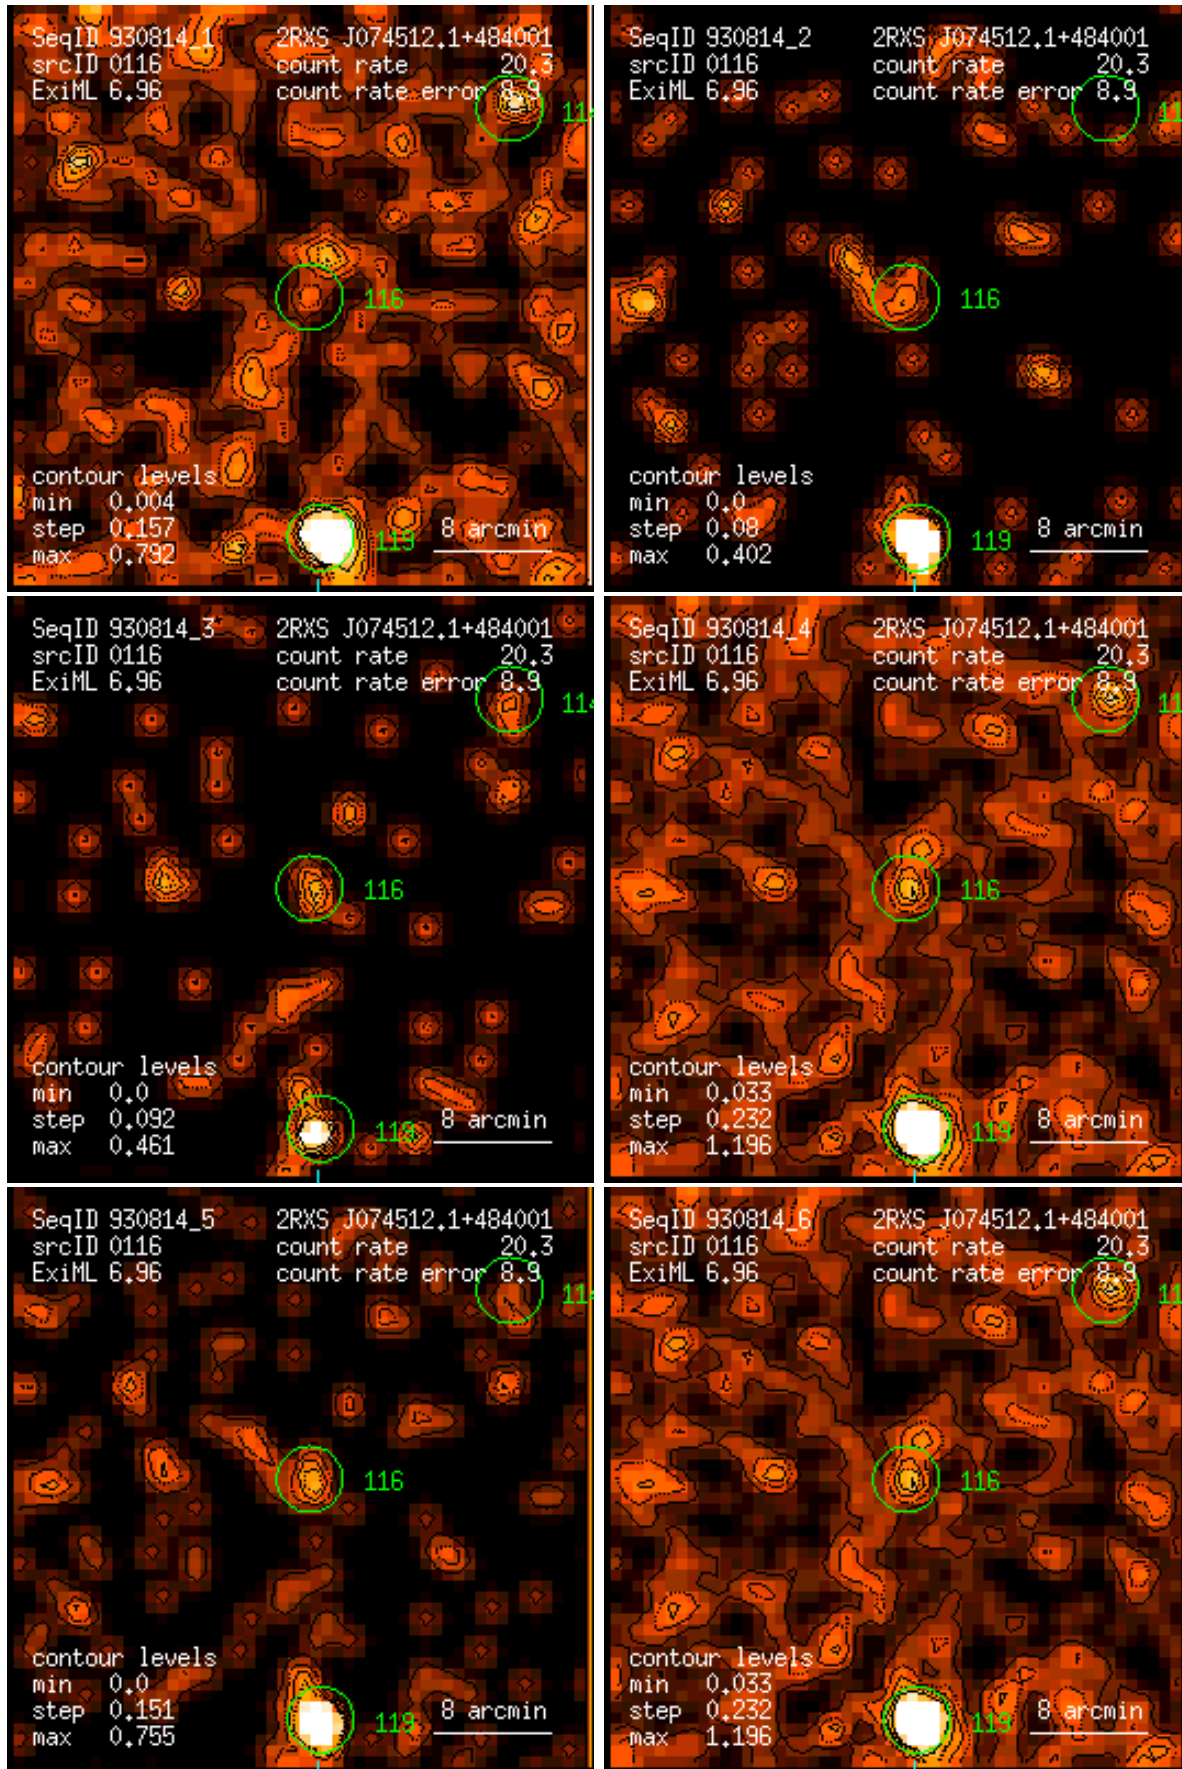 SeqID 930814_1 2RXS J074512.1+484001
srcID 0116 count rate 20.3
ExiML 6.96 count rate error 8.9
114
116
contour levels
min 0.004
step 0.157
max 0.792
119 8 arcmin
SeqID 930814_2 2RXS J074512.1+484001
srcID 0116 count rate 20.3
ExiML 6.96 count rate error 8.9
11
116
contour levels
min 0.0
step 0.08
max 0.402
119 8 arcmin
SeqID 930814_3 2RXS J074512.1+484001
srcID 0116 count rate 20.3
ExiML 6.96 count rate error 8.9
114
116
contour levels
min 0.0
step 0.092
max 0.461
119 8 arcmin
SeqID 930814_4 2RXS J074512.1+484001
srcID 0116 count rate 20.3
ExiML 6.96 count rate error 8.9
11
116
contour levels
min 0.033
step 0.232
max 1.196
119 8 arcmin
SeqID 930814_5 2RXS J074512.1+484001
srcID 0116 count rate 20.3
ExiML 6.96 count rate error 8.9
114
116
contour levels
min 0.0
step 0.151
max 0.755
119 8 arcmin
SeqID 930814_6 2RXS J074512.1+484001
srcID 0116 count rate 20.3
ExiML 6.96 count rate error 8.9
11
116
contour levels
min 0.033
step 0.232
max 1.196
119 8 arcmin